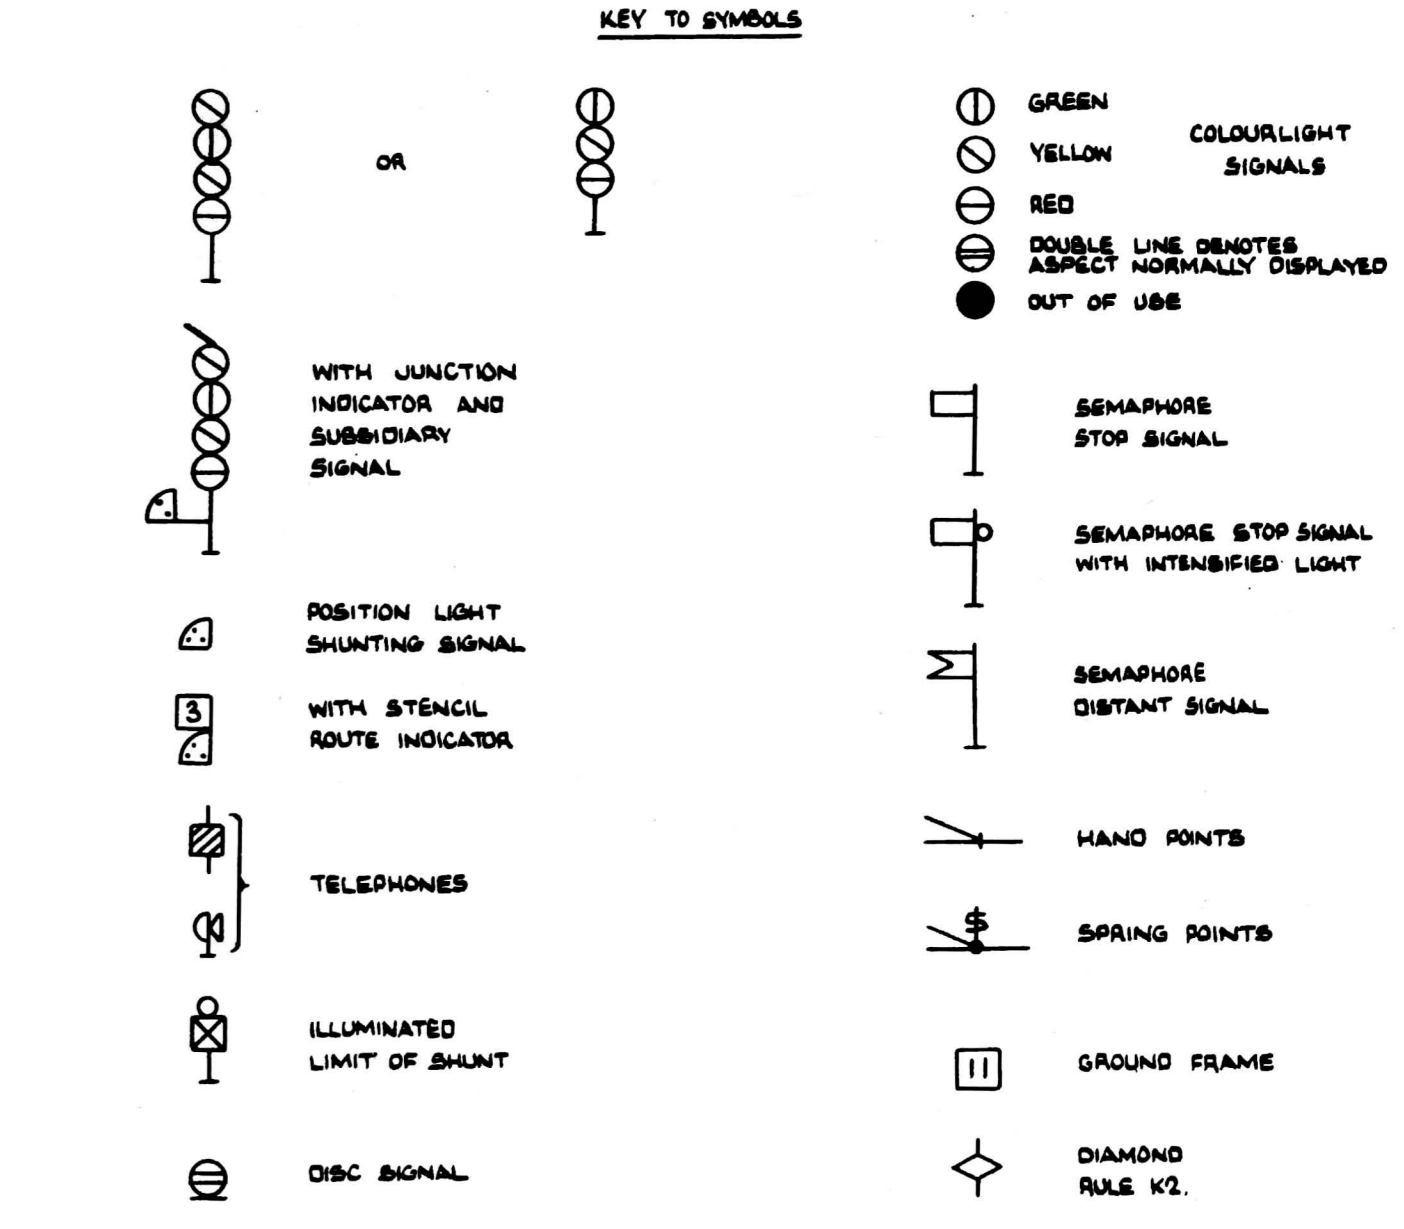 KEY TO SYMBOLS
OR
WITH JUNCTION
INDICATOR AND
SUBSIDIARY
SIGNAL
POSITION LIGHT
SHUNTING SIGNAL
3
WITH STENCIL
ROUTE INDICATOR
TELEPHONES
ILLUMINATED
LIMIT OF SHUNT
DISC SIGNAL
GREEN
YELLOW
RED
COLOURLIGHT
SIGNALS
DOUBLE LINE DENOTES
ASPECT NORMALLY DISPLAYED
OUT OF USE
SEMAPHORE
STOP SIGNAL
SEMAPHORE STOP SIGNAL
WITH INTENSIFIED LIGHT
SEMAPHORE
DISTANT SIGNAL
HAND POINTS
S
SPRING POINTS
GROUND FRAME
DIAMOND
RULE K2.